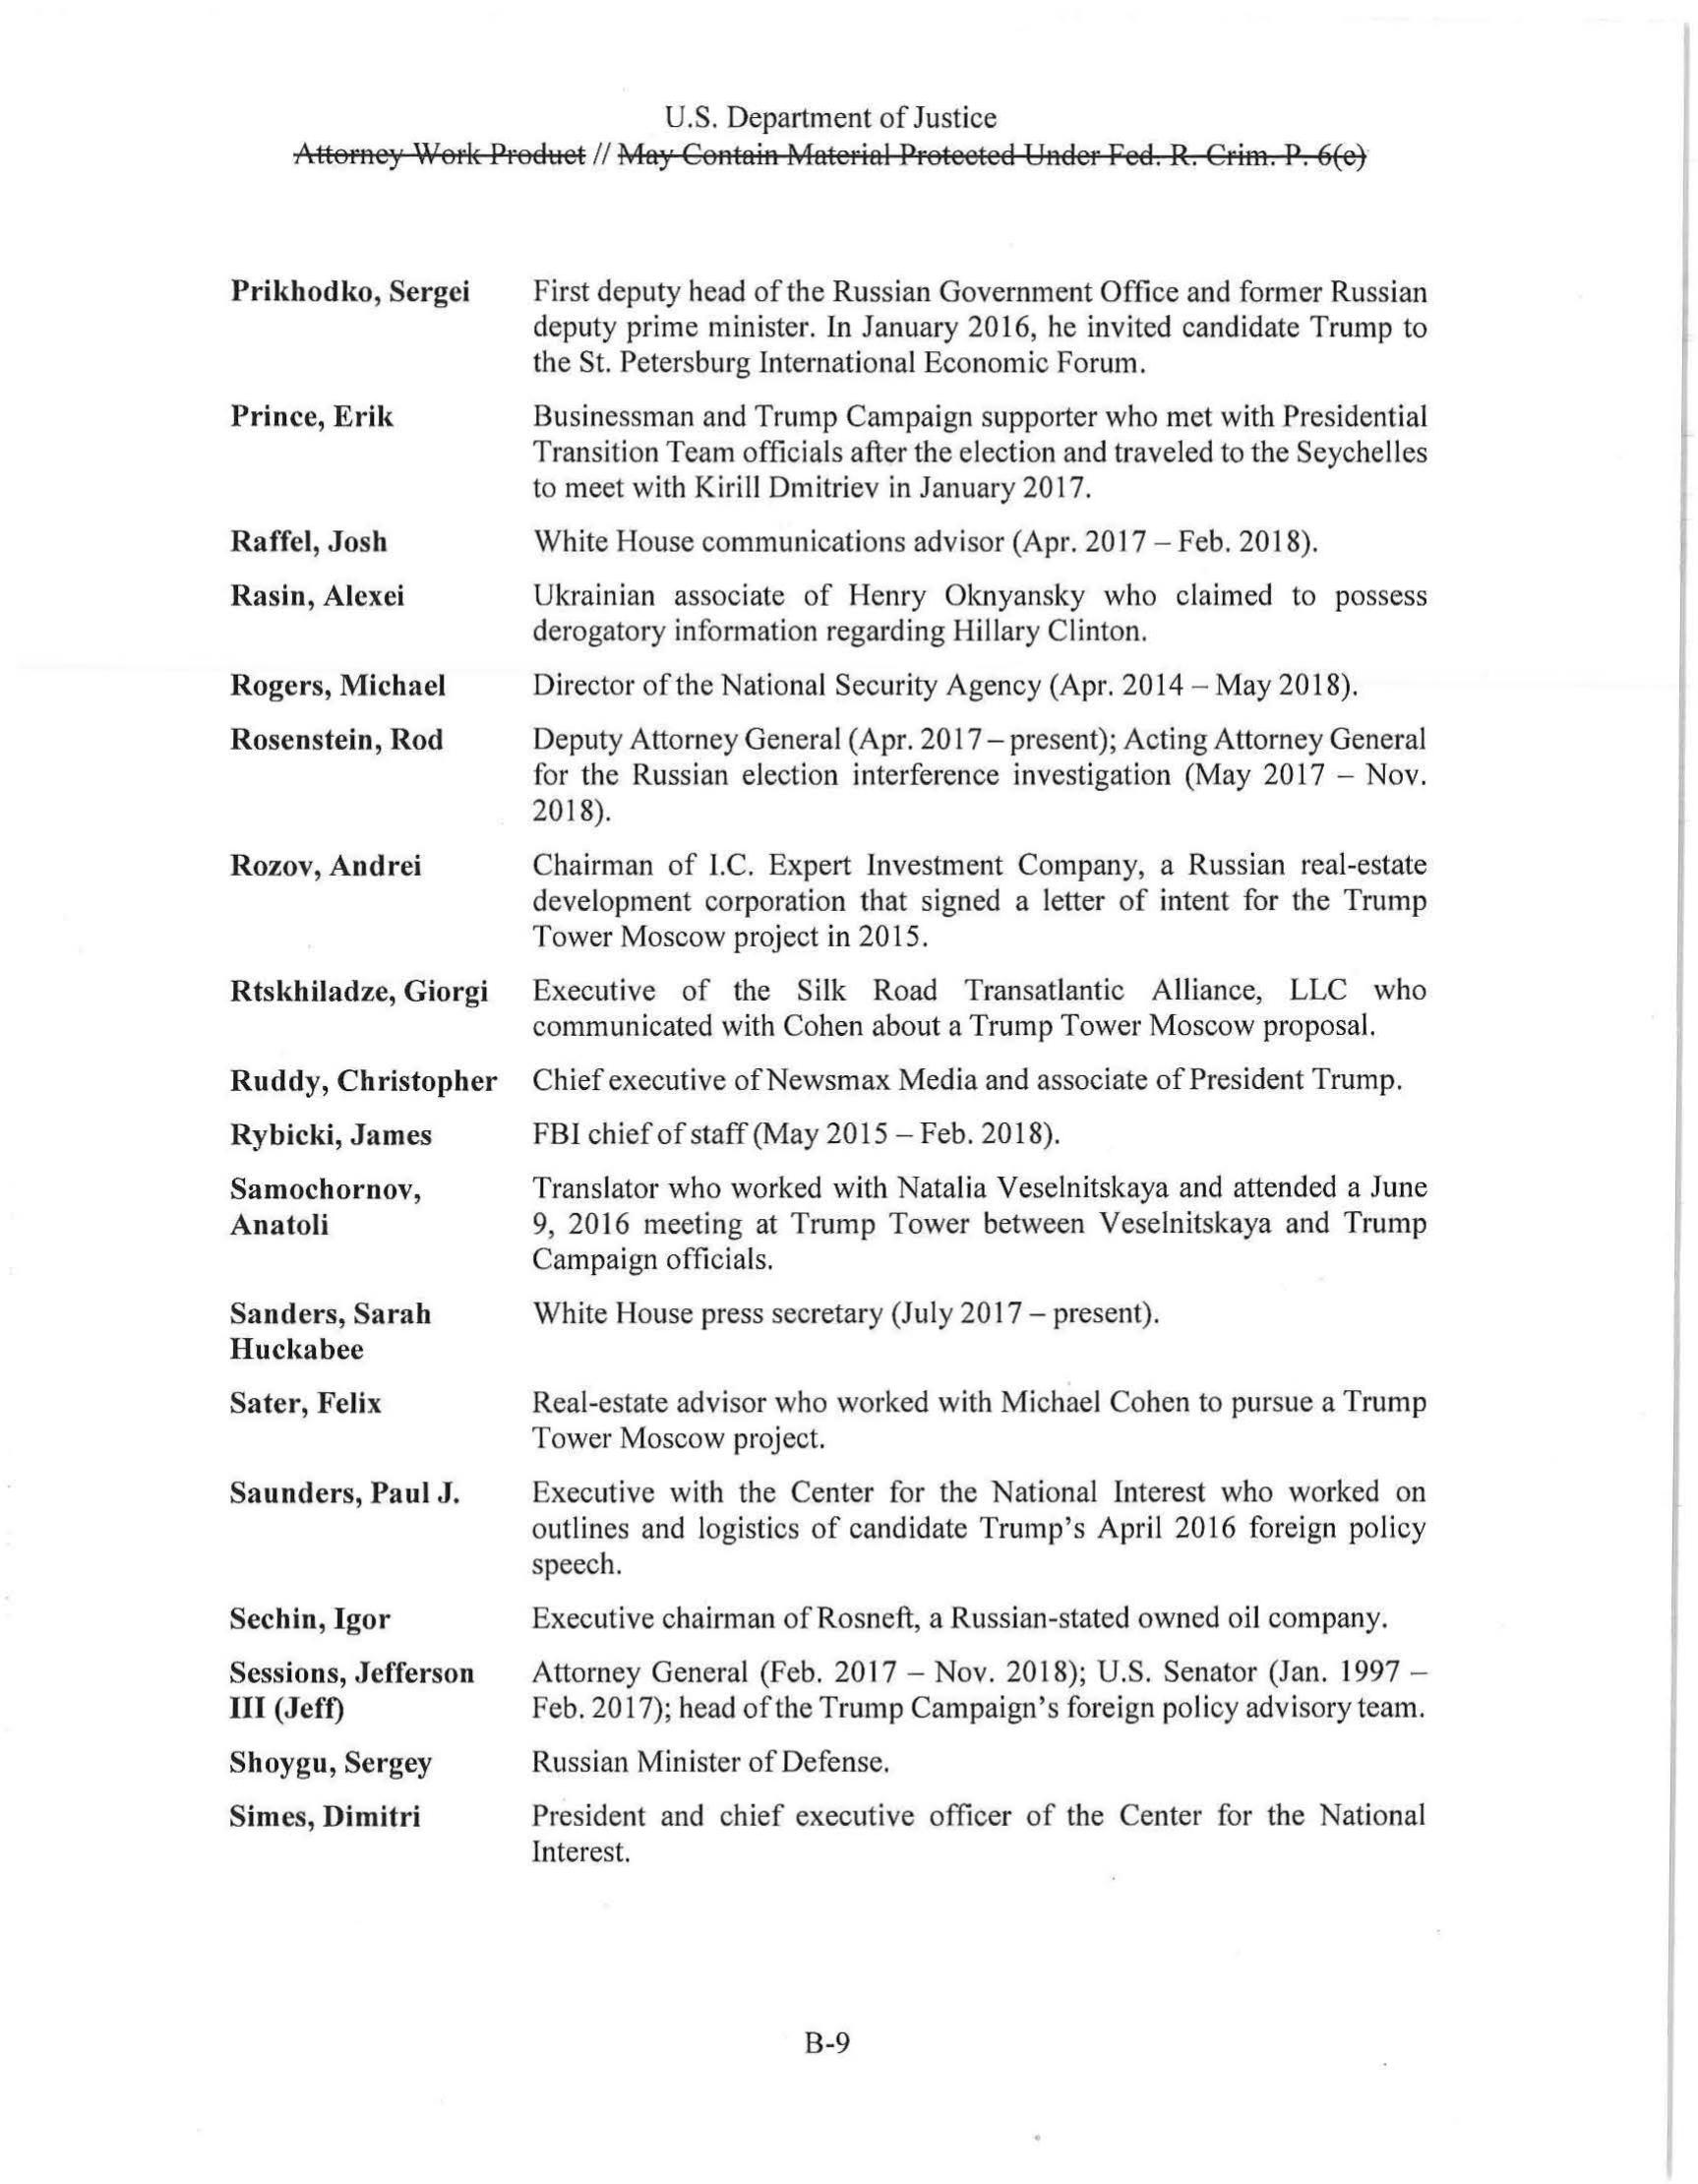 U.S. Department of Justice
Attorney Work Product // May Contain Material Protected Under Fed. R. Crim. P. 6(e)
Prikhodko, Sergei First deputy head of the Russian Government Office and former Russian
deputy prime minister. In January 2016, he invited candidate Trump to
the St. Petersburg International Economic Forum.
Prince, Erik Businessman and Trump Campaign supporter who met with Presidential
Transition Team officials after the election and traveled to the Seychelles
to meet with Kirill Dmitriev in January 2017.
Raffel, Josh White House communications advisor (Apr. 2017 – Feb. 2018).
Rasin, Alexei Ukrainian associate of Henry Oknyansky who claimed to possess
derogatory information regarding Hillary Clinton.
Rogers, Michael Director of the National Security Agency (Apr. 2014 – May 2018).
Rosenstein, Rod Deputy Attorney General (Apr. 2017 – present); Acting Attorney General
for the Russian election interference investigation (May 2017 – Nov.
2018).
Rozov, Andrei Chairman of I.C. Expert Investment Company, a Russian real-estate
development corporation that signed a letter of intent for the Trump
Tower Moscow project in 2015.
Rtskhiladze, Giorgi Executive of the Silk Road Transatlantic Alliance, LLC who
communicated with Cohen about a Trump Tower Moscow proposal.
Ruddy, Christopher Chief executive of Newsmax Media and associate of President Trump.
Rybicki, James FBI chief of staff (May 2015 – Feb. 2018).
Samochornov, Translator who worked with Natalia Veselnitskaya and attended a June
Anatoli 9, 2016 meeting at Trump Tower between Veselnitskaya and Trump
Campaign officials.
Sanders, Sarah White House press secretary (July 2017 – present).
Huckabee
Sater, Felix Real-estate advisor who worked with Michael Cohen to pursue a Trump
Tower Moscow project.
Saunders, Paul J. Executive with the Center for the National Interest who worked on
outlines and logistics of candidate Trump's April 2016 foreign policy
speech.
Sechin, Igor Executive chairman of Rosneft, a Russian-stated owned oil company.
Sessions, Jefferson Attorney General (Feb. 2017 – Nov. 2018); U.S. Senator (Jan. 1997 –
III (Jeff) Feb. 2017); head of the Trump Campaign's foreign policy advisory team.
Shoygu, Sergey Russian Minister of Defense.
Simes, Dimitri President and chief executive officer of the Center for the National
Interest.
B-9